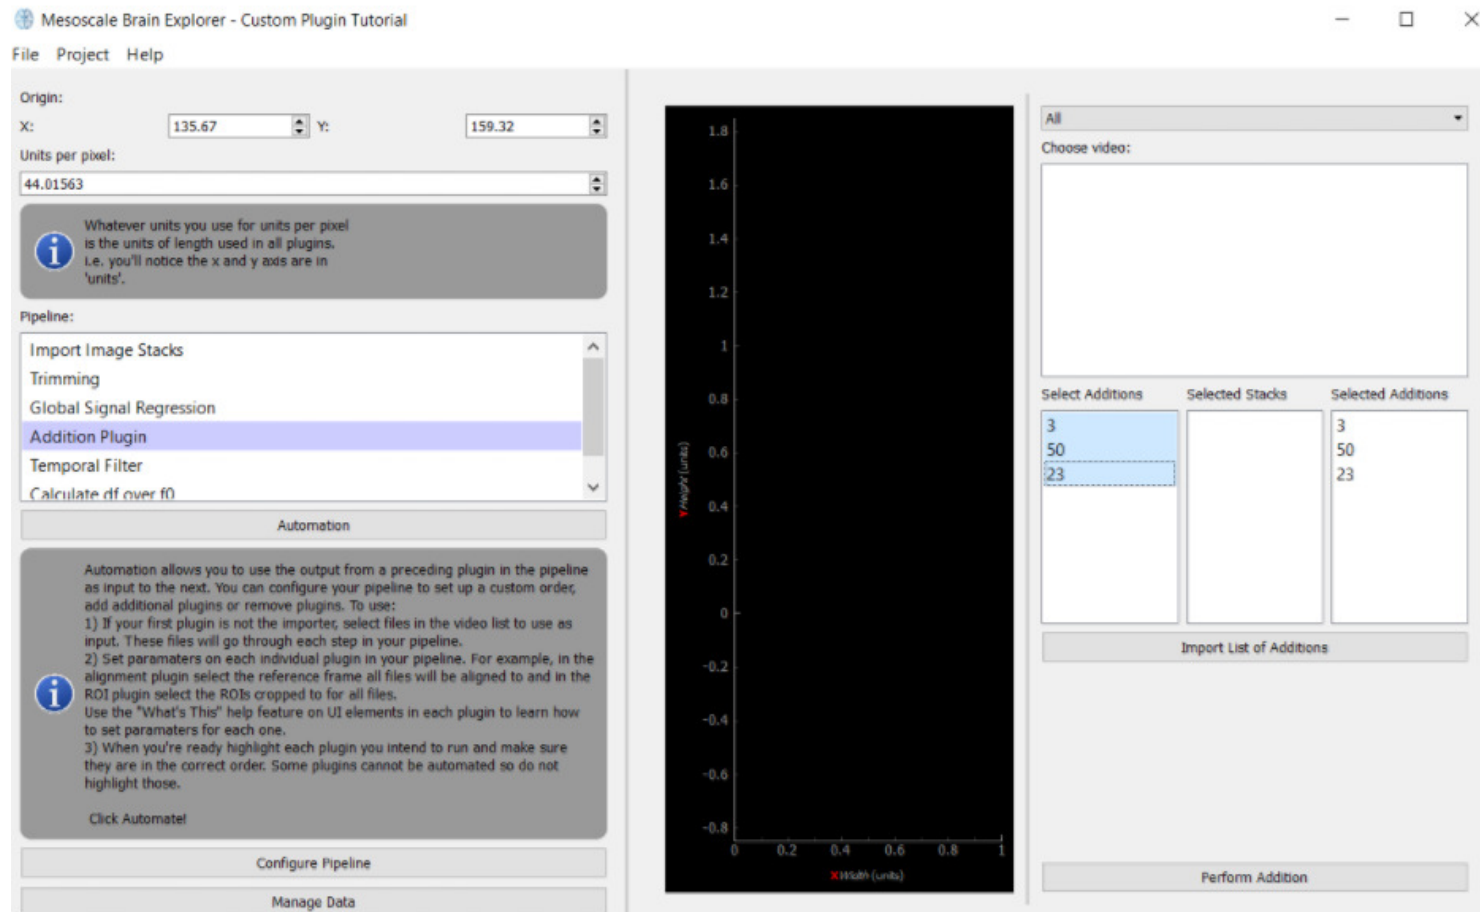 Mesoscale Brain Explorer - Custom Plugin Tutorial
File Project Help
Origin:
X: 135.67 Y: 159.32
Units per pixel:
44.01563
Whatever units you use for units per pixel
is the units of length used in all plugins.
i.e. you'll notice the x and y axis are in
'units'.
Pipeline:
Import Image Stacks
Trimming
Global Signal Regression
Addition Plugin
Temporal Filter
Calculate df over f0
Automation
Automation allows you to use the output from a preceding plugin in the pipeline
as input to the next. You can configure your pipeline to set up a custom order,
add additional plugins or remove plugins. To use:
1) If your first plugin is not the importer, select files in the video list to use as
input. These files will go through each step in your pipeline.
2) Set paramaters on each individual plugin in your pipeline. For example, in the
alignment plugin select the reference frame all files will be aligned to and in the
ROI plugin select the ROIs cropped to for all files.
Use the "What's This" help feature on UI elements in each plugin to learn how
to set paramaters for each one.
3) When you're ready highlight each plugin you intend to run and make sure
they are in the correct order. Some plugins cannot be automated so do not
highlight those.
Click Automate!
Configure Pipeline
Manage Data
1.8
1.6
1.4
1.2
1
0.8
0.6
0.4
0.2
0
-0.2
-0.4
-0.6
-0.8
Y Height (units)
0 0.2 0.4 0.6 0.8 1
X Width (units)
All
Choose video:
Select Additions Selected Stacks Selected Additions
3 3
50 50
23 23
Import List of Additions
Perform Addition